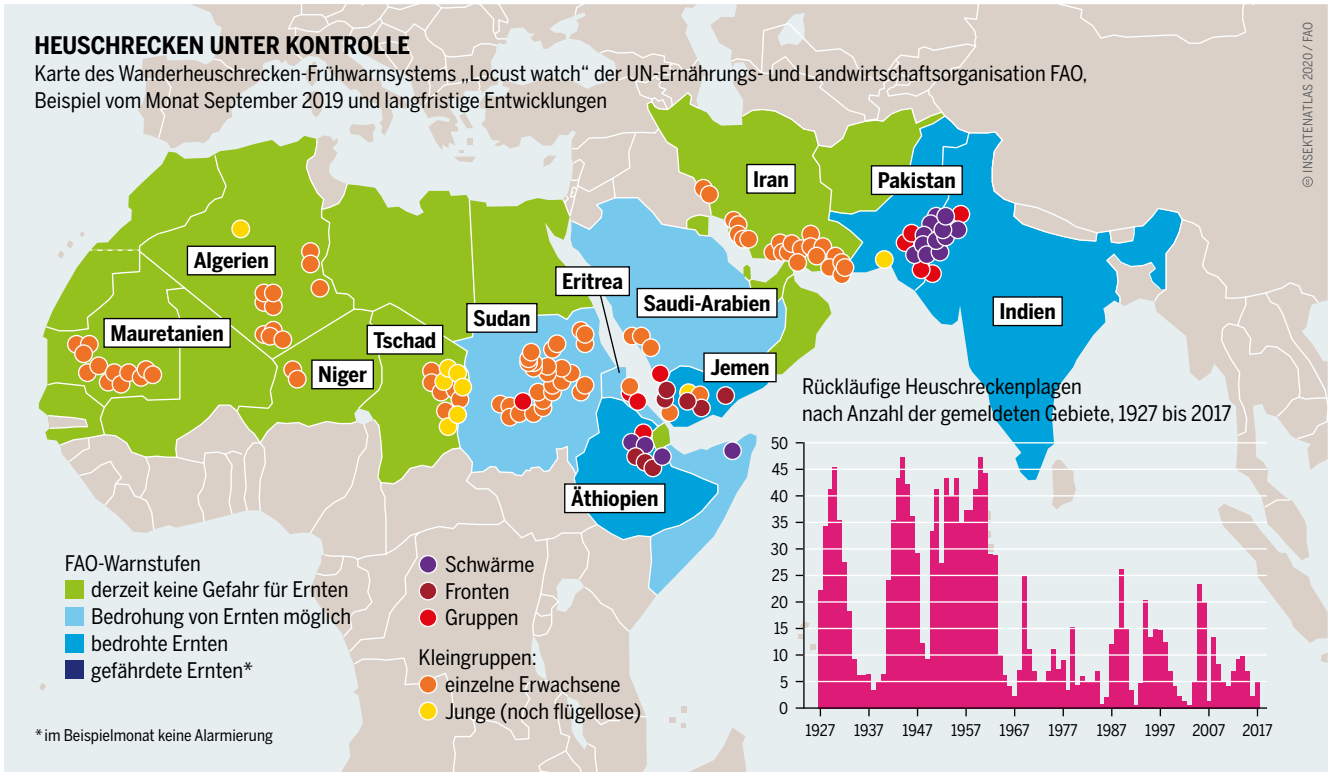 HEUSCHRECKEN UNTER KONTROLLE
Karte des Wanderheuschrecken-Frühwarnsystems „Locust watch“ der UN-Ernährungs- und Landwirtschaftsorganisation FAO,
Beispiel vom Monat September 2019 und langfristige Entwicklungen
© INSEKTENATLAS 2020 / FAO
Iran
Pakistan
Algerien
Eritrea
Saudi-Arabien
Indien
Mauretanien
Sudan
Tschad
Niger
Jemen
Äthiopien
Rückläufige Heuschreckenplagen
nach Anzahl der gemeldeten Gebiete, 1927 bis 2017
50
45
40
35
30
25
20
15
10
5
0
1927 1937 1947 1957 1967 1977 1987 1997 2007 2017
FAO-Warnstufen
derzeit keine Gefahr für Ernten
Bedrohung von Ernten möglich
bedrohte Ernten
gefährdete Ernten*
Schwärme
Fronten
Gruppen
Kleingruppen:
einzelne Erwachsene
Junge (noch flügellose)
* im Beispielmonat keine Alarmierung